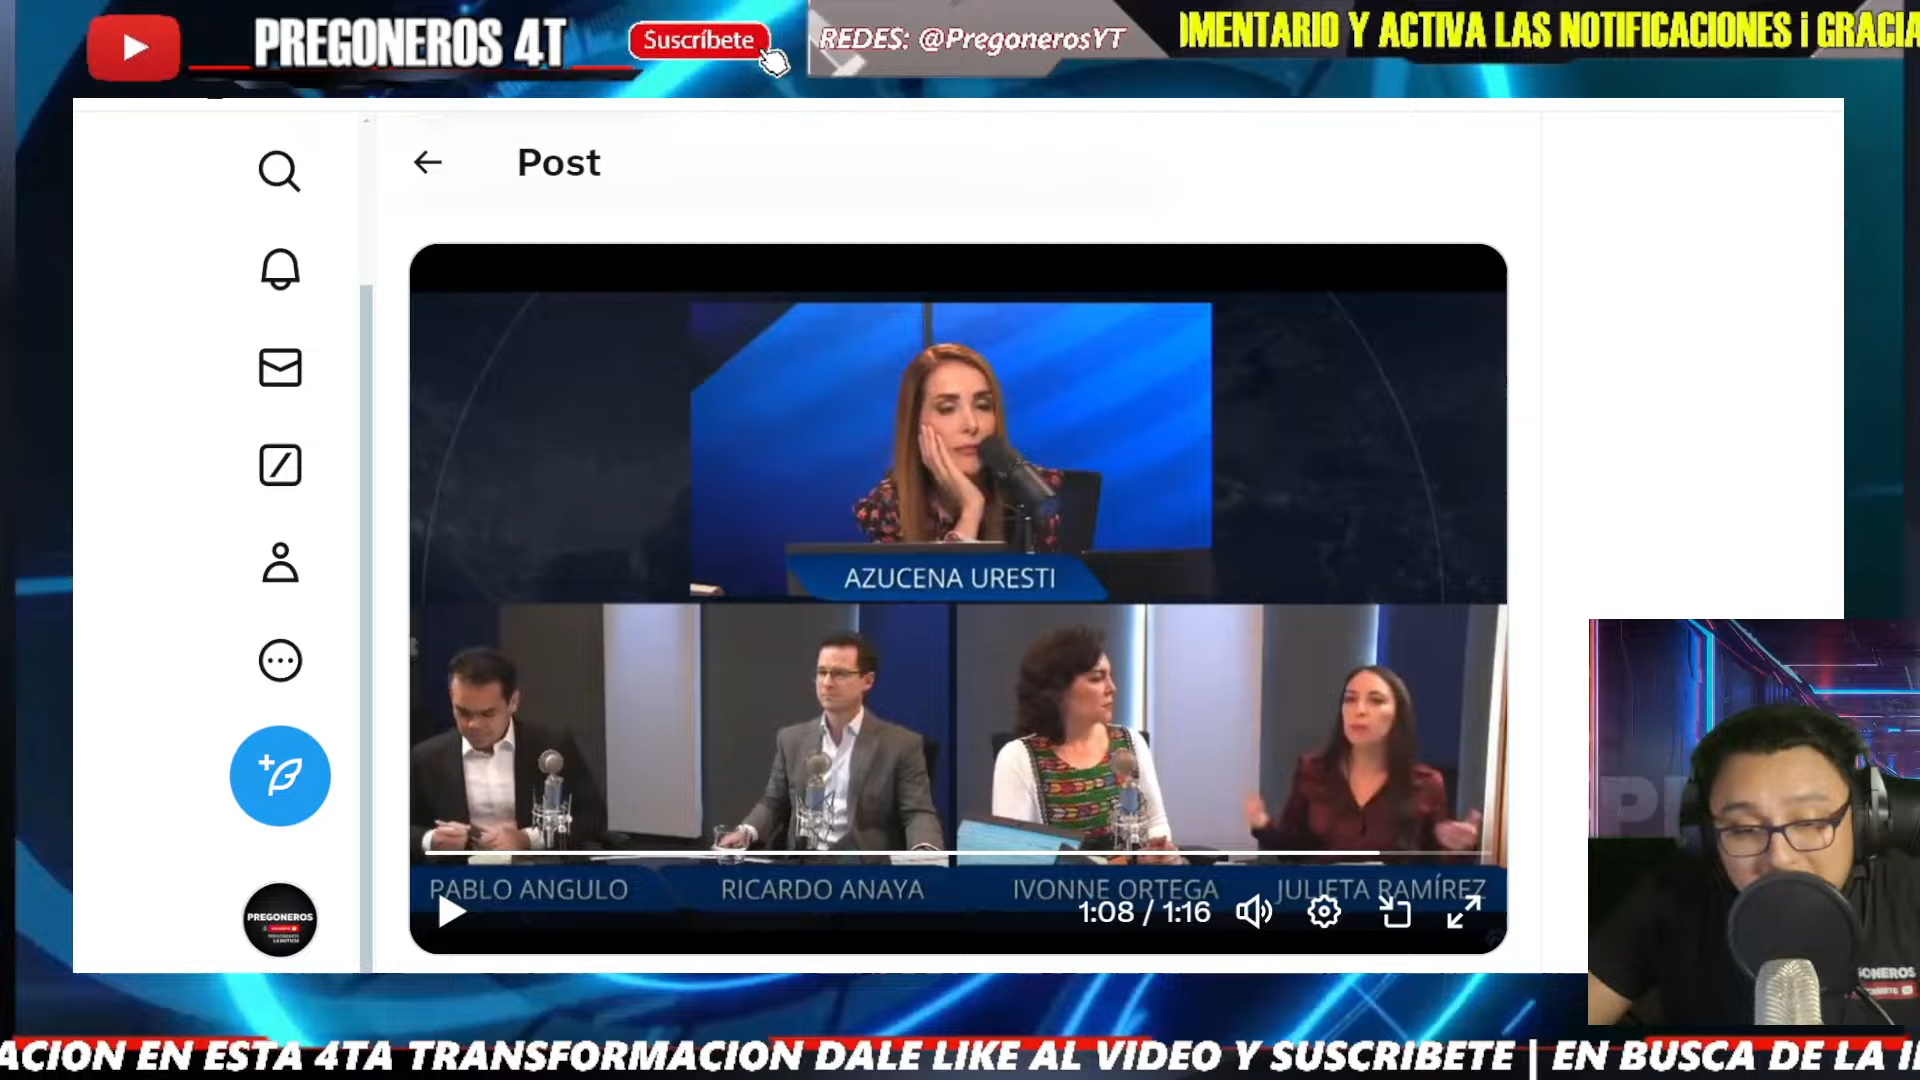 PREGONEROS 4T
Suscríbete
REDES: @PregonerosYT
OMENTARIO Y ACTIVA LAS NOTIFICACIONES ¡ GRACIA
Post
AZUCENA URESTI
PABLO ANGULO
RICARDO ANAYA
IVONNE ORTEGA
JULIETA RAMÍREZ
1:08 / 1:16
PREGONEROS
ACION EN ESTA 4TA TRANSFORMACION DALE LIKE AL VIDEO Y SUSCRIBETE | EN BUSCA DE LA I